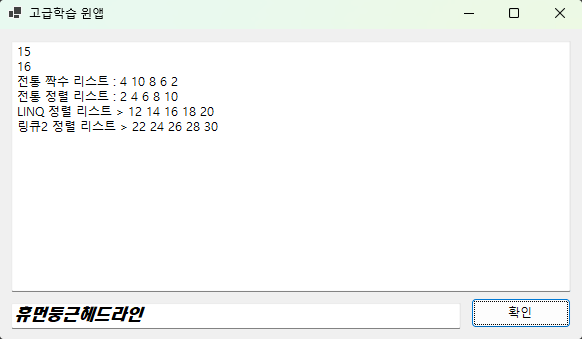 고급학습 윈앱
15
16
전통 짝수 리스트 : 4 10 8 6 2
전통 정렬 리스트 : 2 4 6 8 10
LINQ 정렬 리스트 > 12 14 16 18 20
링큐2 정렬 리스트 > 22 24 26 28 30
휴먼둥근헤드라인
확인